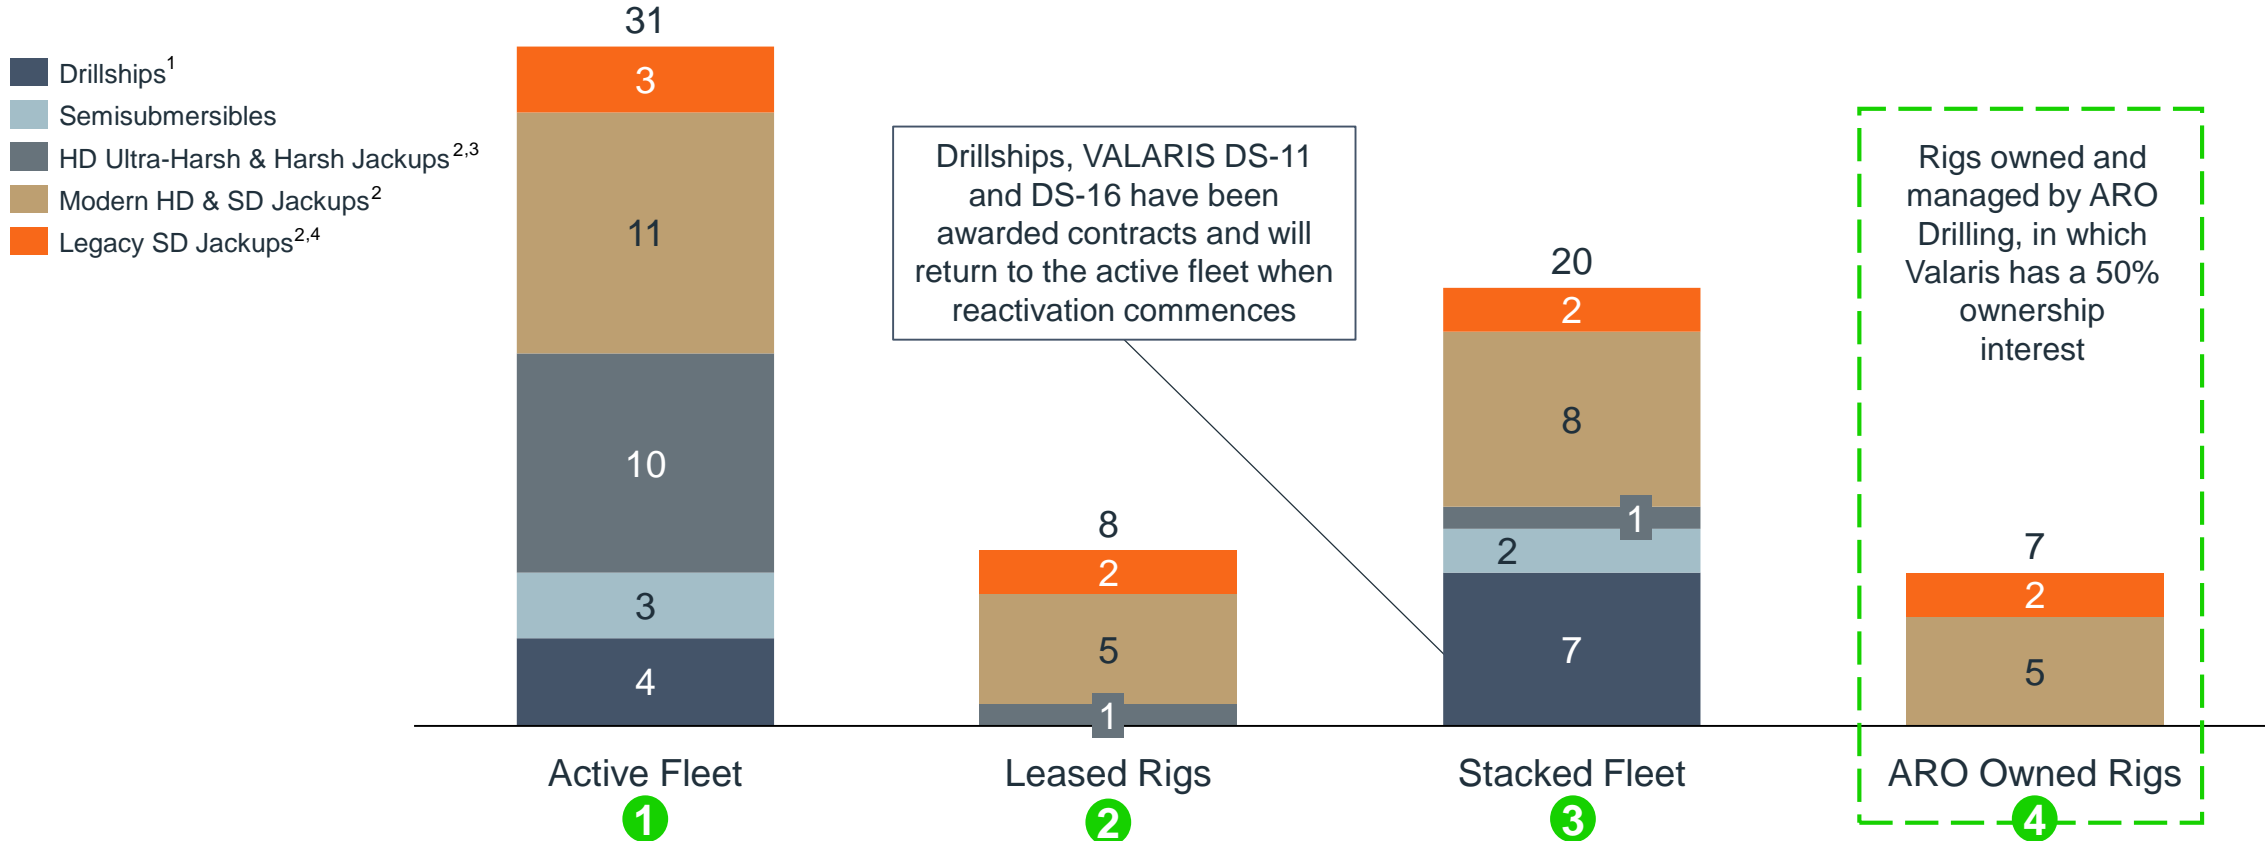 Drillships1
Semisubmersibles
HD Ultra-Harsh & Harsh Jackups2,3
Modern HD & SD Jackups2
Legacy SD Jackups2,4
31
3
11
10
3
4
Active Fleet
1
8
2
5
1
Leased Rigs
2
Drillships, VALARIS DS-11
and DS-16 have been
awarded contracts and will
return to the active fleet when
reactivation commences
20
2
8
1
2
7
Stacked Fleet
3
Rigs owned and
managed by ARO
Drilling, in which
Valaris has a 50%
ownership
interest
7
2
5
ARO Owned Rigs
4